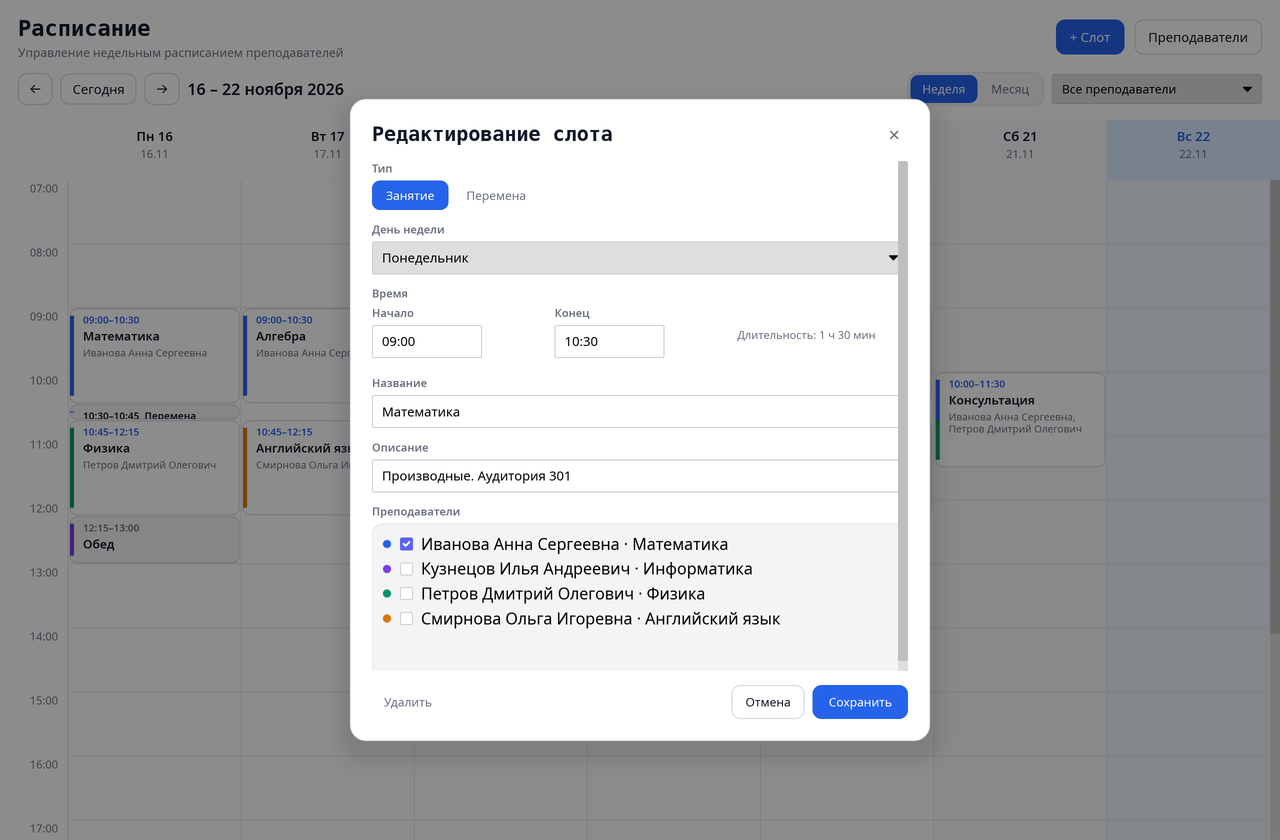 Расписание
Управление недельным расписанием преподавателей
+ Слот
Преподаватели
Сегодня
16 – 22 ноября 2026
Неделя
Месяц
Все преподаватели
Пн 16
16.11
Вт 17
17.11
Сб 21
21.11
Вс 22
22.11
07:00
08:00
09:00
10:00
11:00
12:00
13:00
14:00
15:00
16:00
17:00
09:00–10:30
Математика
Иванова Анна Сергеевна
10:30–10:45 Перемена
10:45–12:15
Физика
Петров Дмитрий Олегович
12:15–13:00
Обед
09:00–10:30
Алгебра
Иванова Анна Серг
10:45–12:15
Английский язы
Смирнова Ольга И
10:00–11:30
Консультация
Иванова Анна Сергеевна,
Петров Дмитрий Олегович
Редактирование слота
Тип
Занятие
Перемена
День недели
Понедельник
Время
Начало
Конец
09:00
10:30
Длительность: 1 ч 30 мин
Название
Математика
Описание
Производные. Аудитория 301
Преподаватели
Иванова Анна Сергеевна · Математика
Кузнецов Илья Андреевич · Информатика
Петров Дмитрий Олегович · Физика
Смирнова Ольга Игоревна · Английский язык
Удалить
Отмена
Сохранить